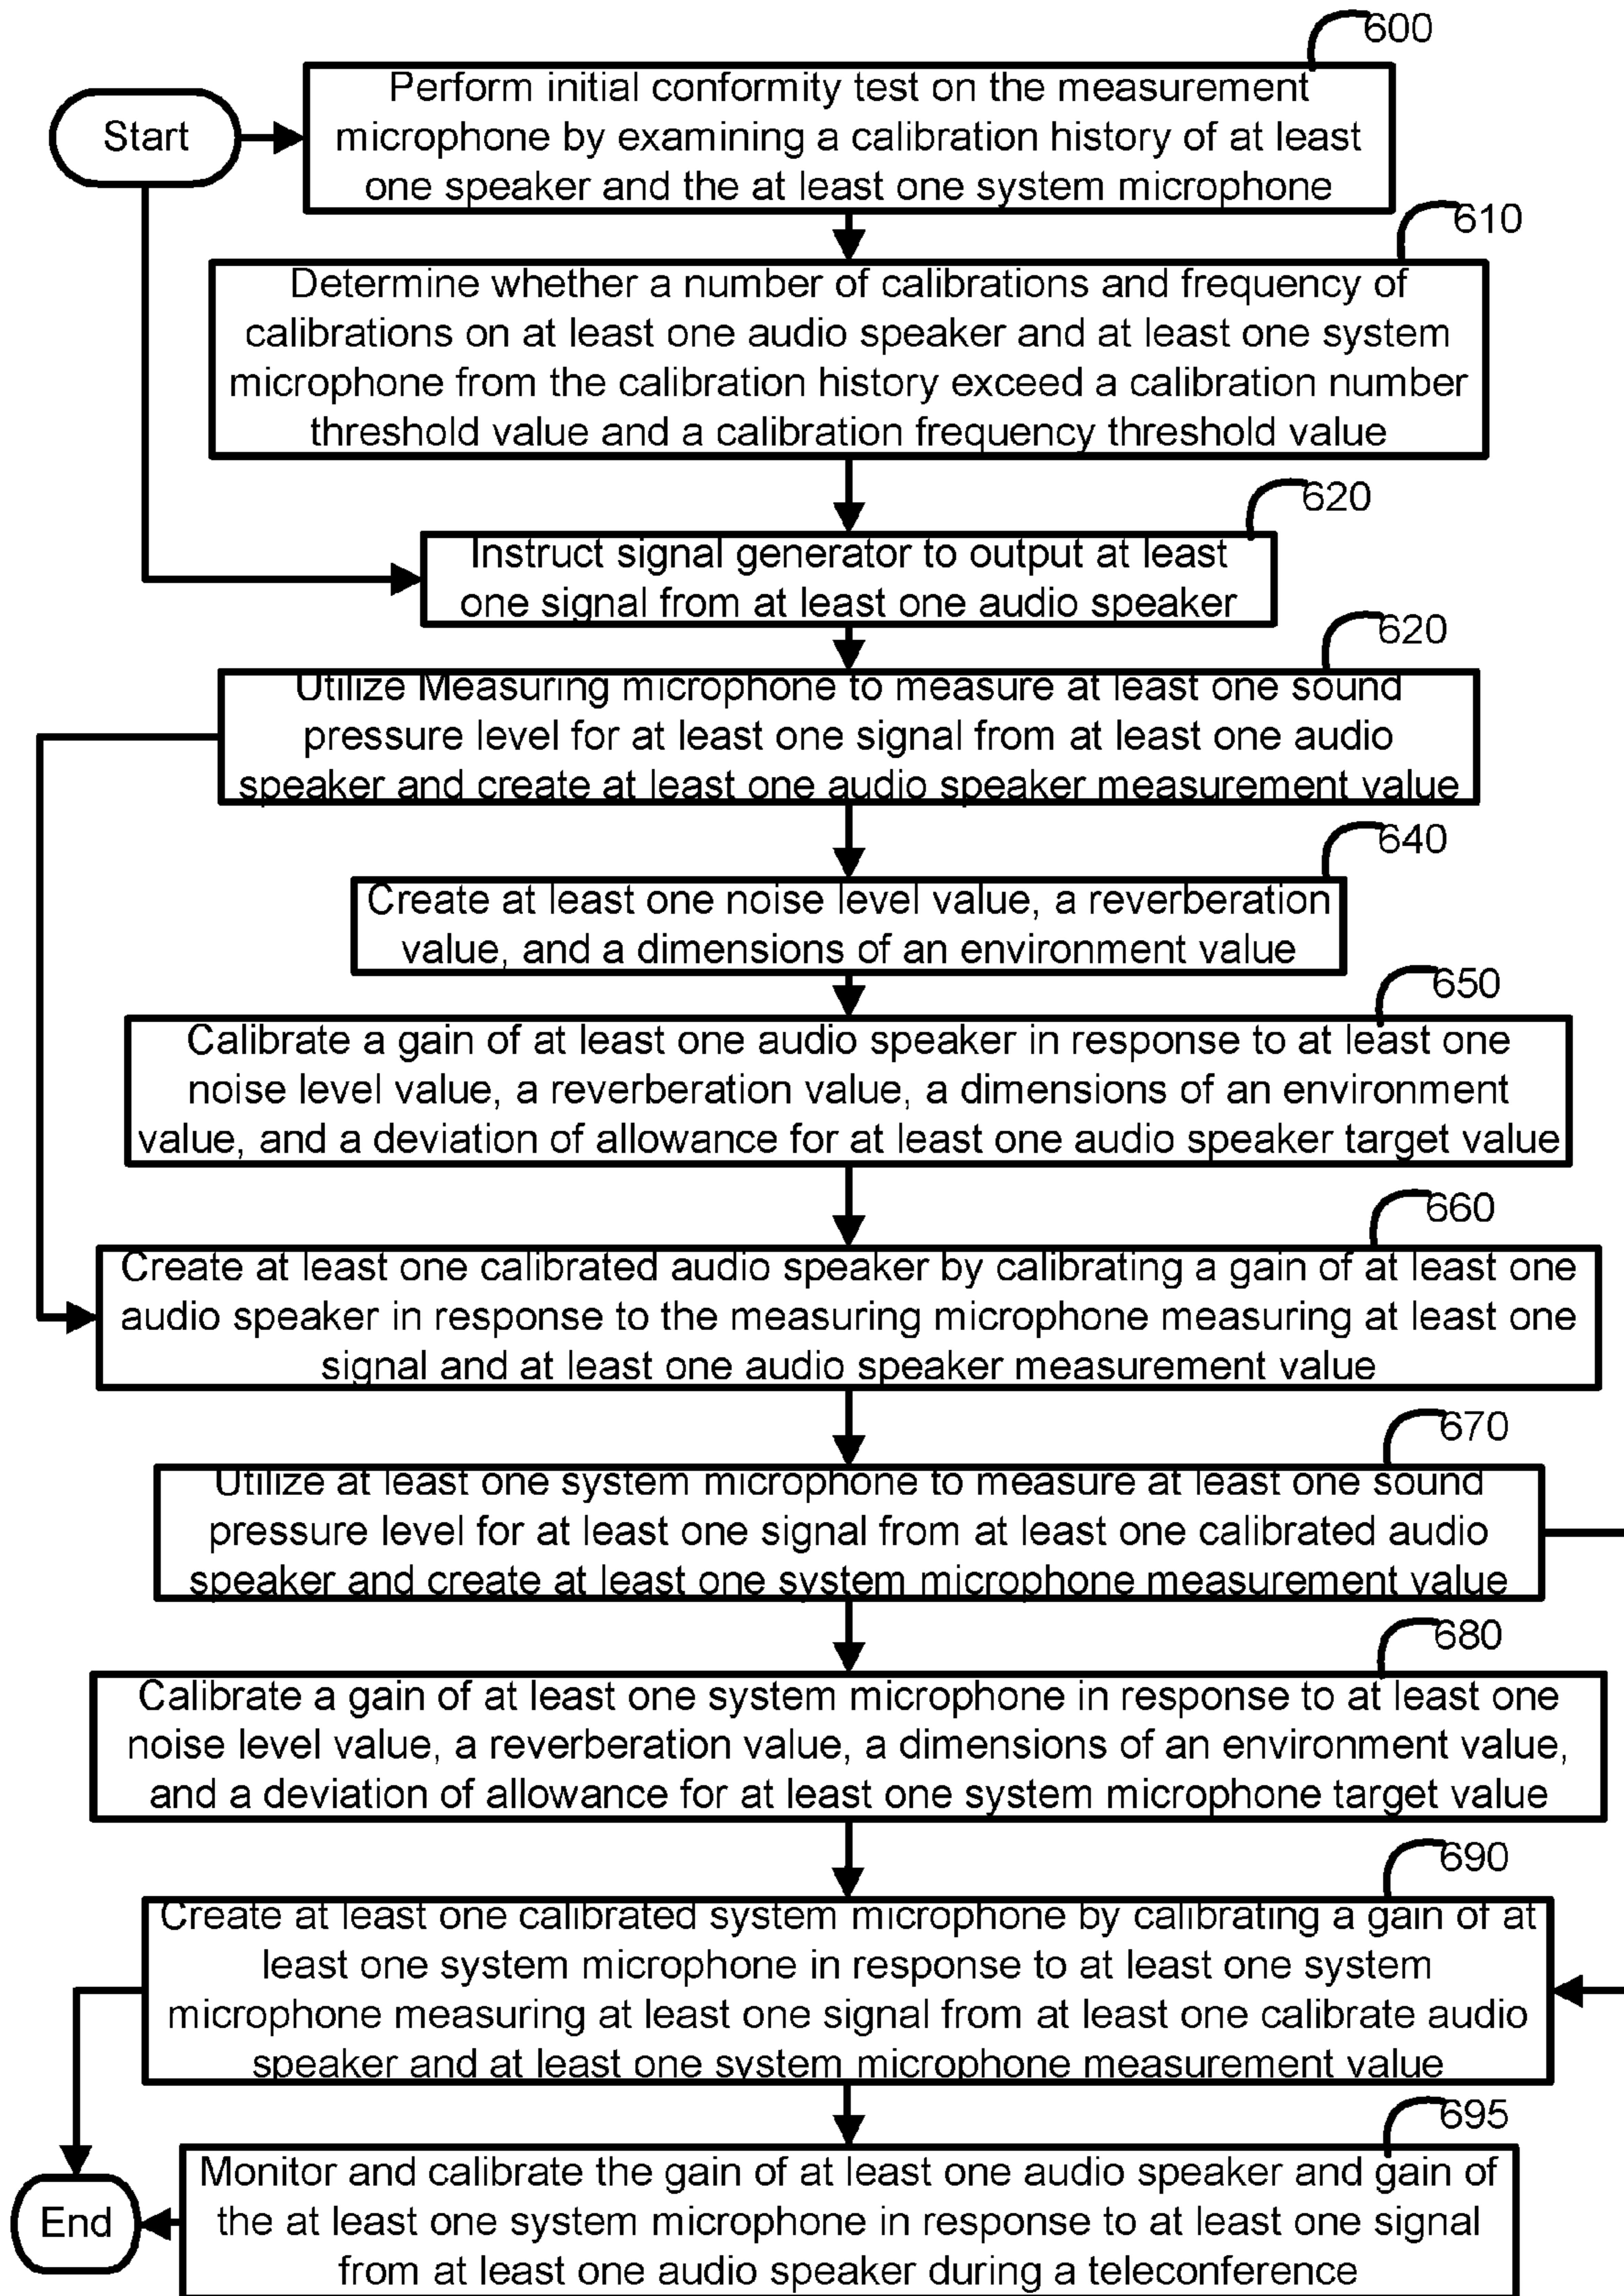 600
Start
Perform initial conformity test on the measurement
microphone by examining a calibration history of at least
one speaker and the at least one system microphone
610
Determine whether a number of calibrations and frequency of
calibrations on at least one audio speaker and at least one system
microphone from the calibration history exceed a calibration number
threshold value and a calibration frequency threshold value
620
Instruct signal generator to output at least
one signal from at least one audio speaker
620
Utilize Measuring microphone to measure at least one sound
pressure level for at least one signal from at least one audio
speaker and create at least one audio speaker measurement value
640
Create at least one noise level value, a reverberation
value, and a dimensions of an environment value
650
Calibrate a gain of at least one audio speaker in response to at least one
noise level value, a reverberation value, a dimensions of an environment
value, and a deviation of allowance for at least one audio speaker target value
660
Create at least one calibrated audio speaker by calibrating a gain of at least one
audio speaker in response to the measuring microphone measuring at least one
signal and at least one audio speaker measurement value
670
Utilize at least one system microphone to measure at least one sound
pressure level for at least one signal from at least one calibrated audio
speaker and create at least one system microphone measurement value
680
Calibrate a gain of at least one system microphone in response to at least one
noise level value, a reverberation value, a dimensions of an environment value,
and a deviation of allowance for at least one system microphone target value
690
Create at least one calibrated system microphone by calibrating a gain of at
least one system microphone in response to at least one system
microphone measuring at least one signal from at least one calibrate audio
speaker and at least one system microphone measurement value
695
Monitor and calibrate the gain of at least one audio speaker and gain of
the at least one system microphone in response to at least one signal
from at least one audio speaker during a teleconference
End